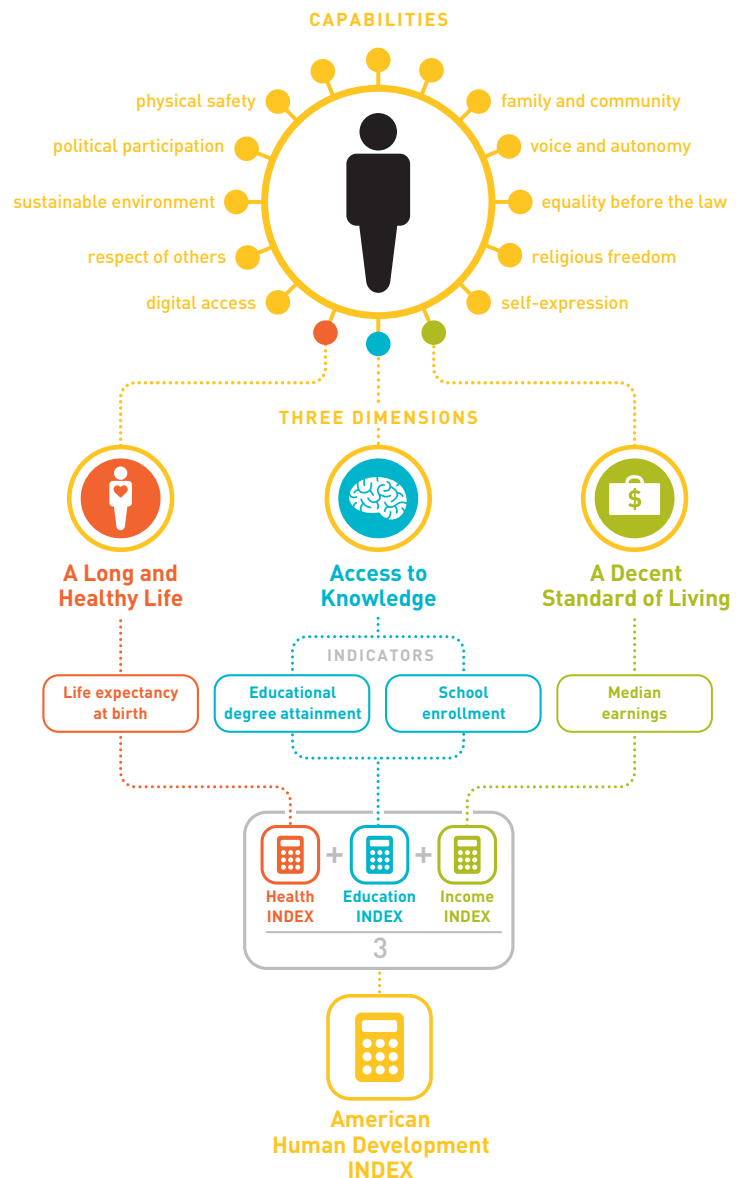 CAPABILITIES
physical safety
family and community
political participation
voice and autonomy
sustainable environment
equality before the law
respect of others
religious freedom
digital access
self-expression
THREE DIMENSIONS
$
A Long and
Healthy Life
Access to
Knowledge
A Decent
Standard of Living
INDICATORS
Life expectancy
at birth
Educational
degree attainment
School
enrollment
Median
earnings
+
+
Health
INDEX
Education
INDEX
Income
INDEX
3
American
Human Development
INDEX